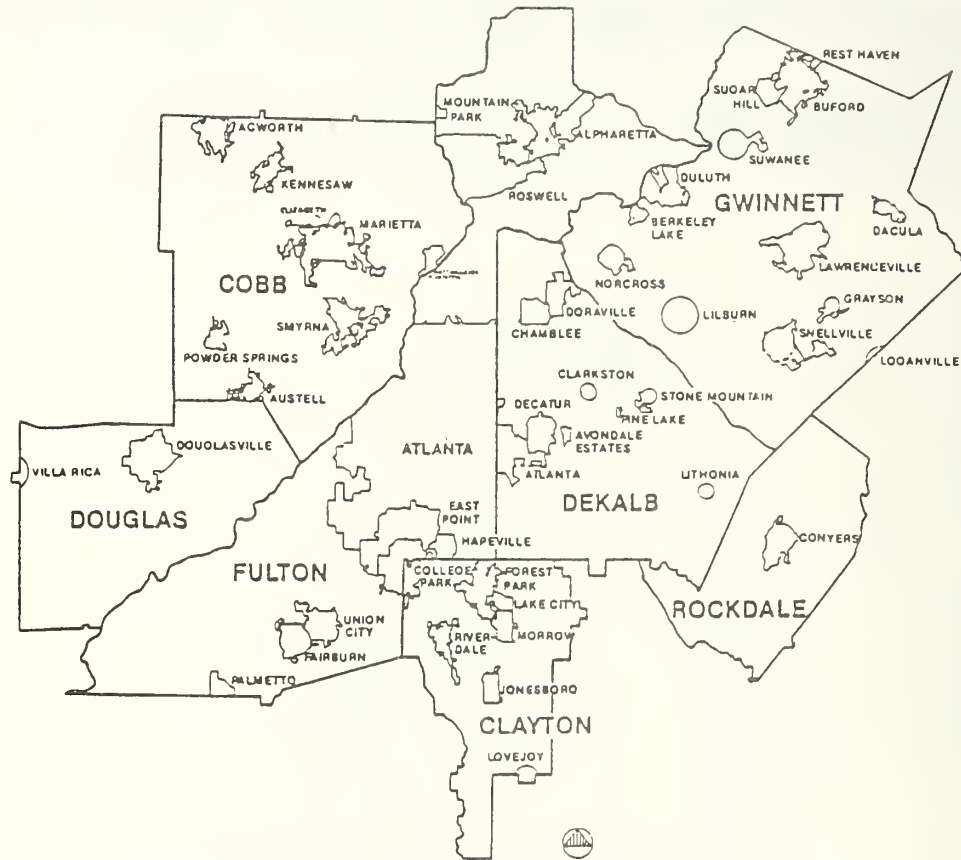 REST HAVEN
SUGAR
HILL
BUFORD
MOUNTAIN
PARK
ALPHARETTA
ACWORTH
SUWANEE
KENNESAW
ROSWELL
DULUTH
GWINNETT
ELIZABETH
MARIETTA
BERKELEY
LAKE
DACULA
COBB
NORCROSS
LAWRENCEVILLE
GRAYSON
DORAVILLE
LILBURN
SMYRNA
CHAMBLEE
SNELLVILLE
POWDER SPRINGS
LOGANVILLE
CLARKSTON
AUSTELL
DECATUR
STONE MOUNTAIN
PINE LAKE
DOUGLASVILLE
ATLANTA
AVONDALE
ESTATES
VILLA RICA
ATLANTA
LITHONIA
DOUGLAS
EAST
POINT
DEKALB
HAPEVILLE
CONYERS
FULTON
COLLEGE
PARK
FOREST
PARK
LAKE CITY
ROCKDALE
UNION
CITY
RIVER
DALE
MORROW
FAIRBURN
PALMETTO
JONESBORO
CLAYTON
LOVEJOY